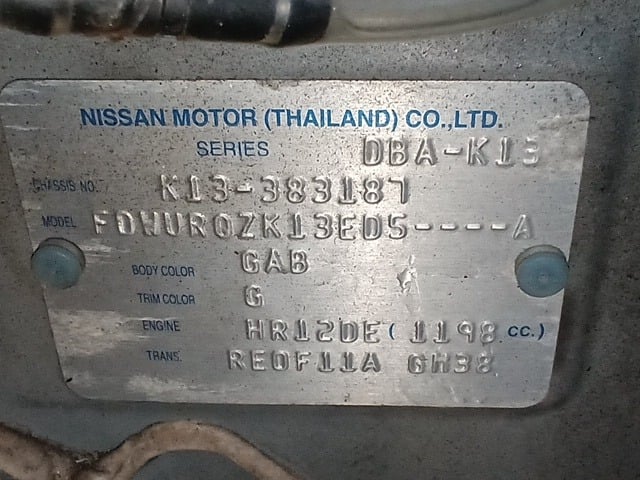 NISSAN MOTOR (THAILAND) CO.,LTD.
SERIES DBA-K13
CHASSIS NO. K13-383187
MODEL FDWUROZK13EDS----A
BODY COLOR GAB
TRIM COLOR G
ENGINE HR12DE ( 1198 CC.)
TRANS. RE0F11A GH38